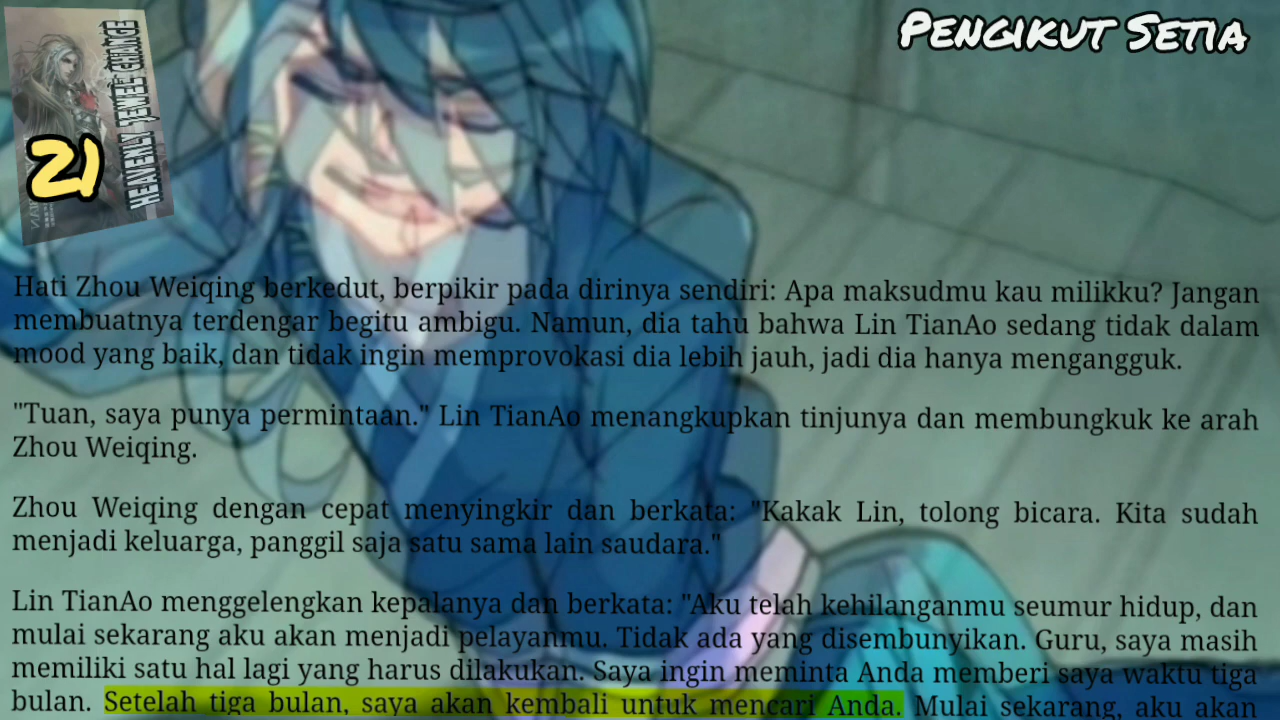 HEAVENLY JEWEL CHANGE
21
Pengikut Setia
Hati Zhou Weiqing berkedut, berpikir pada dirinya sendiri: Apa maksudmu kau milikku? Jangan
membuatnya terdengar begitu ambigu. Namun, dia tahu bahwa Lin TianAo sedang tidak dalam
mood yang baik, dan tidak ingin memprovokasi dia lebih jauh, jadi dia hanya mengangguk.
"Tuan, saya punya permintaan." Lin TianAo menangkupkan tinjunya dan membungkuk ke arah
Zhou Weiqing.
Zhou Weiqing dengan cepat menyingkir dan berkata: "Kakak Lin, tolong bicara. Kita sudah
menjadi keluarga, panggil saja satu sama lain saudara."
Lin TianAo menggelengkan kepalanya dan berkata: "Aku telah kehilanganmu seumur hidup, dan
mulai sekarang aku akan menjadi pelayanmu. Tidak ada yang disembunyikan. Guru, saya masih
memiliki satu hal lagi yang harus dilakukan. Saya ingin meminta Anda memberi saya waktu tiga
bulan. Setelah tiga bulan, saya akan kembali untuk mencari Anda. Mulai sekarang, aku akan